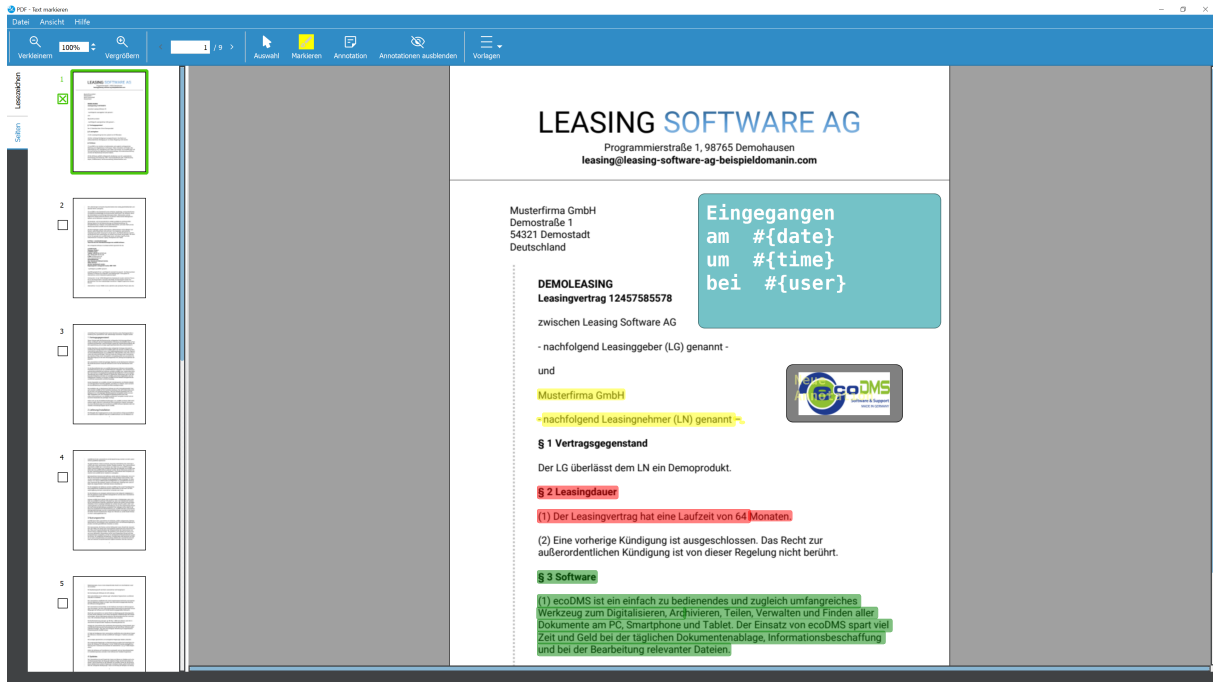 PDF - Text markieren
Datei Ansicht Hilfe
Verkleinern
100%
Vergrößern
1 / 9
Auswahl
Markieren
Annotation
Annotationen ausblenden
Vorlagen
Lesezeichen
Seiten
1
2
3
4
5
LEASING SOFTWARE AG
Programmierstraße 1, 98765 Demohausen
leasing@leasing-software-ag-beispieldomanin.com
Musterfirma GmbH
Demostraße 1
54321 Demostadt
Deutschland
Eingegangen
am #{date}
um #{time}
bei #{user}
DEMOLEASING
Leasingvertrag 12457585578
zwischen Leasing Software AG
- nachfolgend Leasinggeber (LG) genannt -
und
Musterfirma GmbH
- nachfolgend Leasingnehmer (LN) genannt -
ecoDMS
Software & Support
MADE IN GERMANY
§ 1 Vertragsgegenstand
Der LG überlässt dem LN ein Demoprodukt.
§ 2 Leasingdauer
(1) Der Leasingvertrag hat eine Laufzeit von 64 Monaten.
(2) Eine vorherige Kündigung ist ausgeschlossen. Das Recht zur
außerordentlichen Kündigung ist von dieser Regelung nicht berührt.
§ 3 Software
(1) ecoDMS ist ein einfach zu bedienendes und zugleich umfangreiches
Werkzeug zum Digitalisieren, Archivieren, Teilen, Verwalten und Finden aller
Dokumente am PC, Smartphone und Tablet. Der Einsatz von ecoDMS spart viel
Zeit und Geld bei der täglichen Dokumentenablage, Informationsbeschaffung
und bei der Bearbeitung relevanter Dateien.